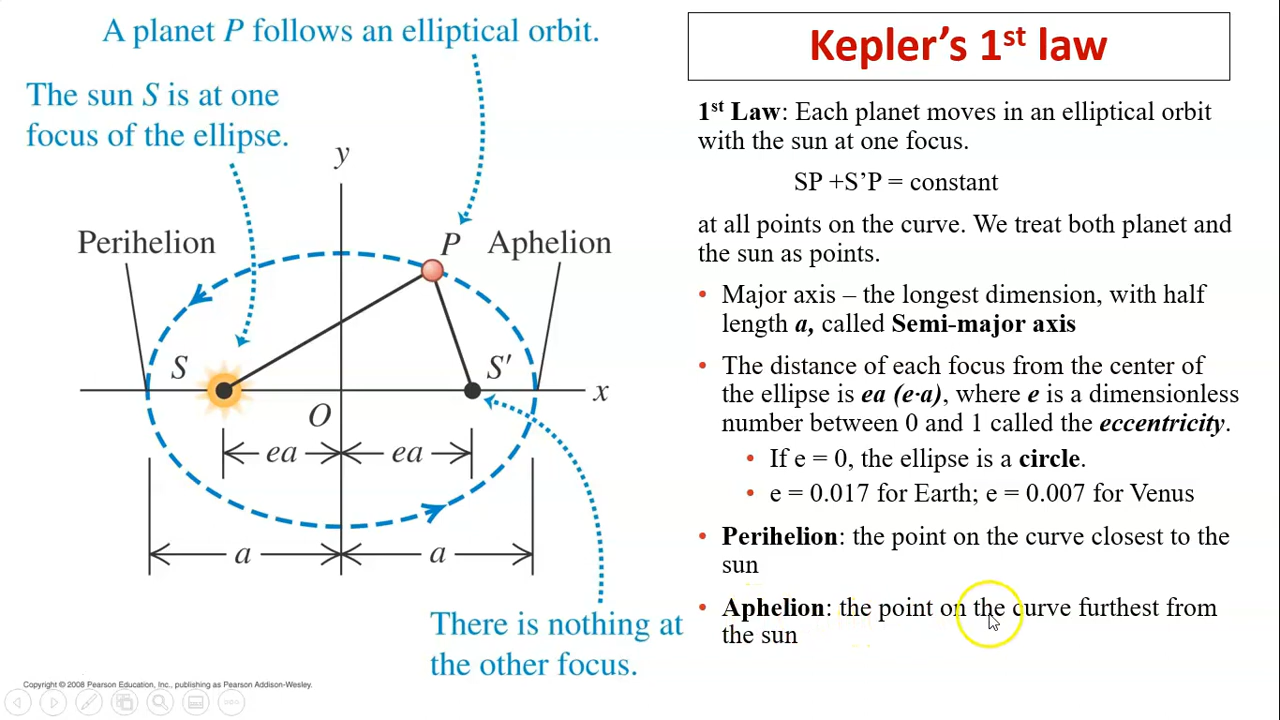 A planet P follows an elliptical orbit.
The sun S is at one
focus of the ellipse.
y
Perihelion
P
Aphelion
S
S′
x
O
ea
ea
a
a
There is nothing at
the other focus.
Copyright © 2008 Pearson Education, Inc., publishing as Pearson Addison-Wesley.
Kepler’s 1st law
1st Law: Each planet moves in an elliptical orbit
with the sun at one focus.
SP +S’P = constant
at all points on the curve. We treat both planet and
the sun as points.
• Major axis – the longest dimension, with half
length a, called Semi-major axis
• The distance of each focus from the center of
the ellipse is ea (e·a), where e is a dimensionless
number between 0 and 1 called the eccentricity.
• If e = 0, the ellipse is a circle.
• e = 0.017 for Earth; e = 0.007 for Venus
• Perihelion: the point on the curve closest to the
sun
• Aphelion: the point on the curve furthest from
the sun